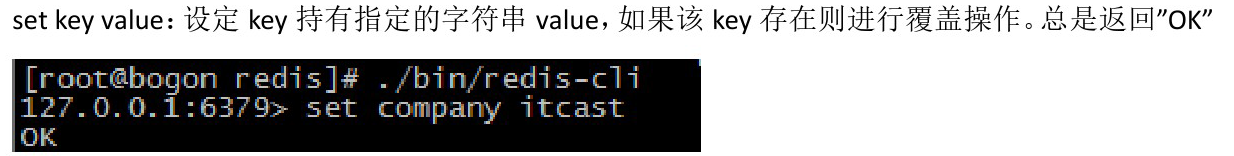 set key value：设定 key 持有指定的字符串 value，如果该 key 存在则进行覆盖操作。总是返回”OK”
[root@bogon redis]# ./bin/redis-cli
127.0.0.1:6379> set company itcast
OK